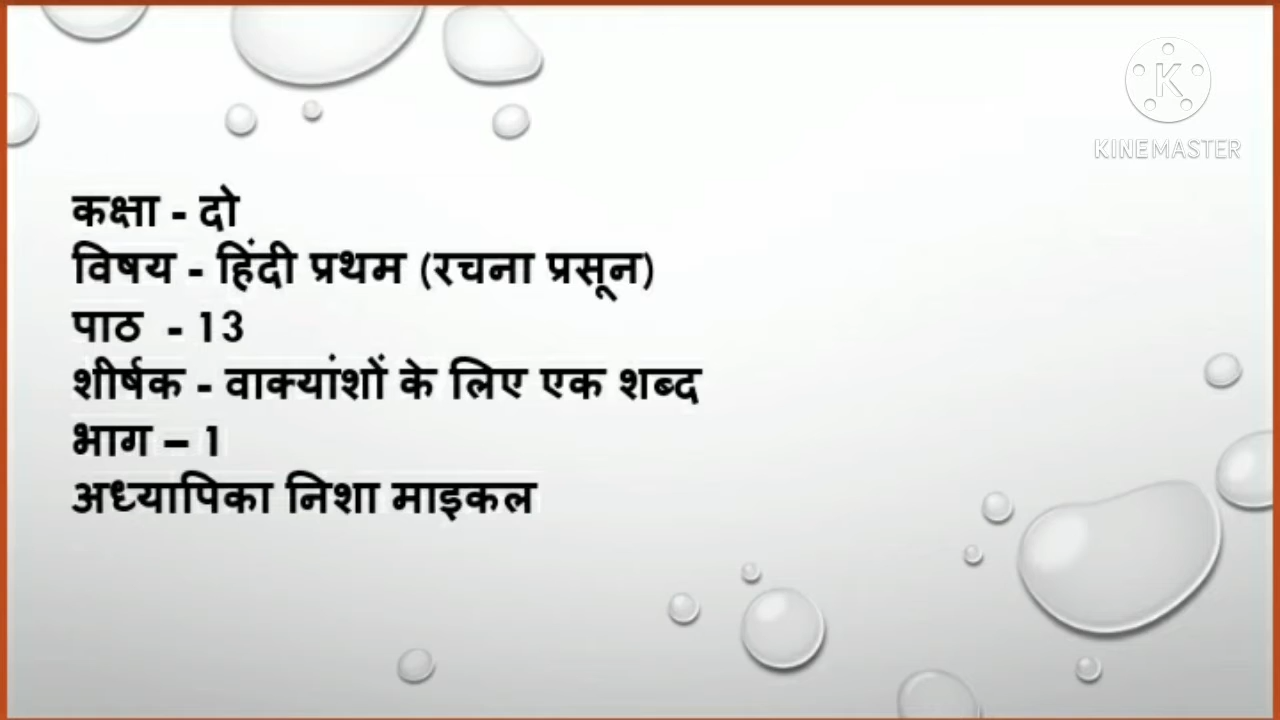 KINEMASTER
कक्षा - दो
विषय - हिंदी प्रथम (रचना प्रसून)
पाठ - 13
शीर्षक - वाक्यांशों के लिए एक शब्द
भाग – 1
अध्यापिका निशा माइकल